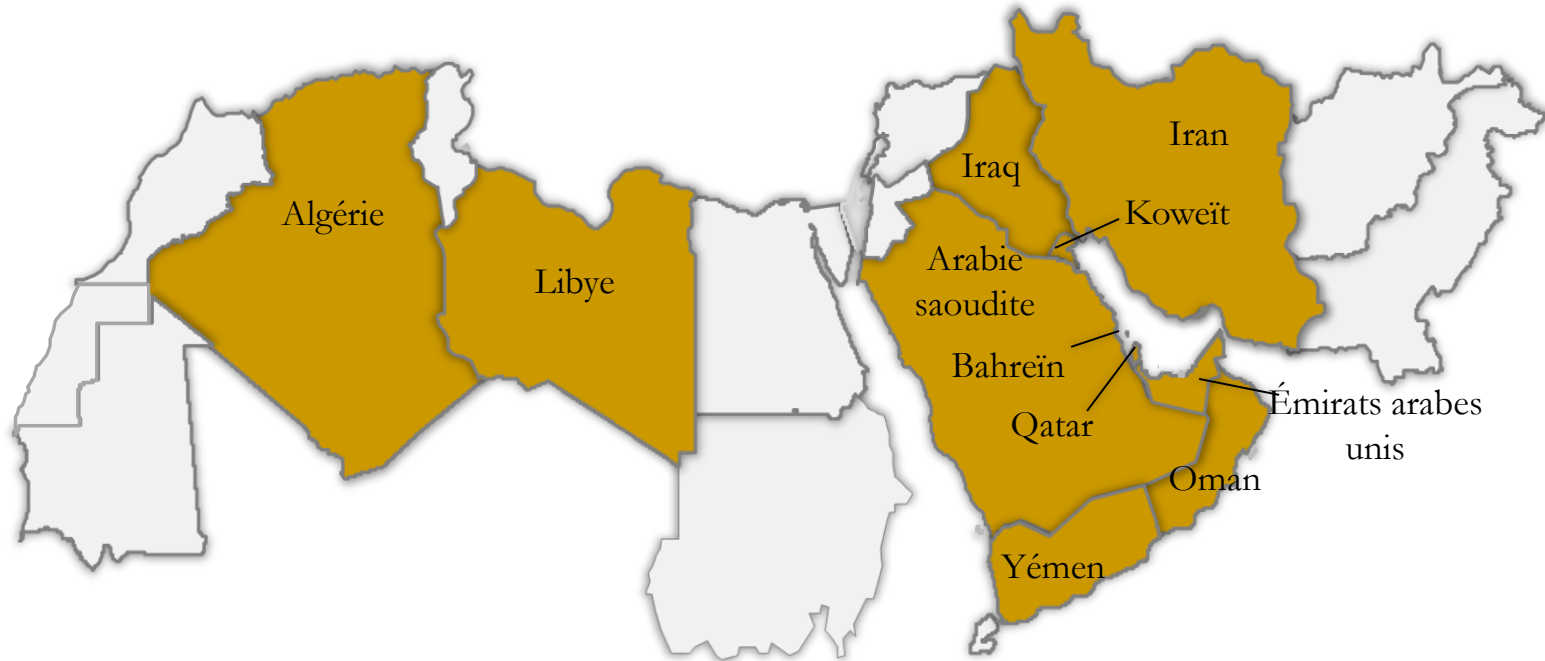 Iran
Iraq
Koweït
Algérie
Arabie
saoudite
Libye
Bahreïn
Qatar
Émirats arabes
unis
Oman
Yémen